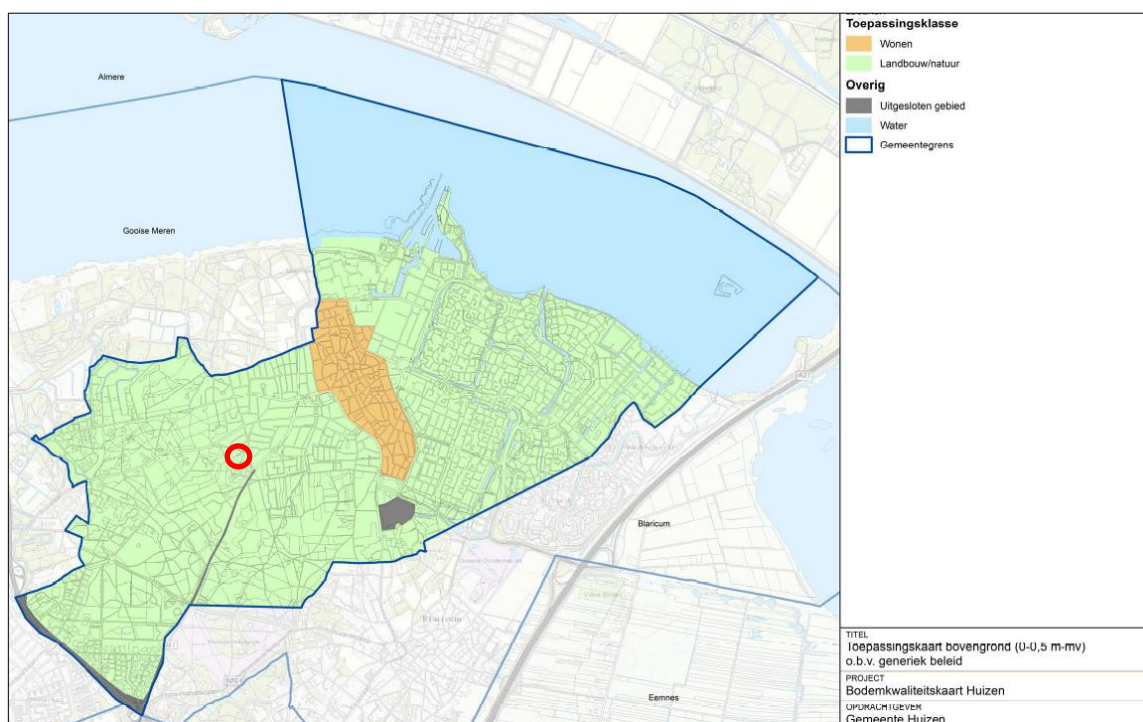 Toepassingsklasse
Wonen
Landbouw/natuur
Overig
Uitgesloten gebied
Water
Gemeentegrens
Almere
Gooise Meren
A27
Blaricum
Eemnes
TITEL
Toepassingskaart bovengrond (0-0,5 m-mv)
o.b.v. generiek beleid
PROJECT
Bodemkwaliteitskaart Huizen
OPDRACHTGEVER
Gemeente Huizen